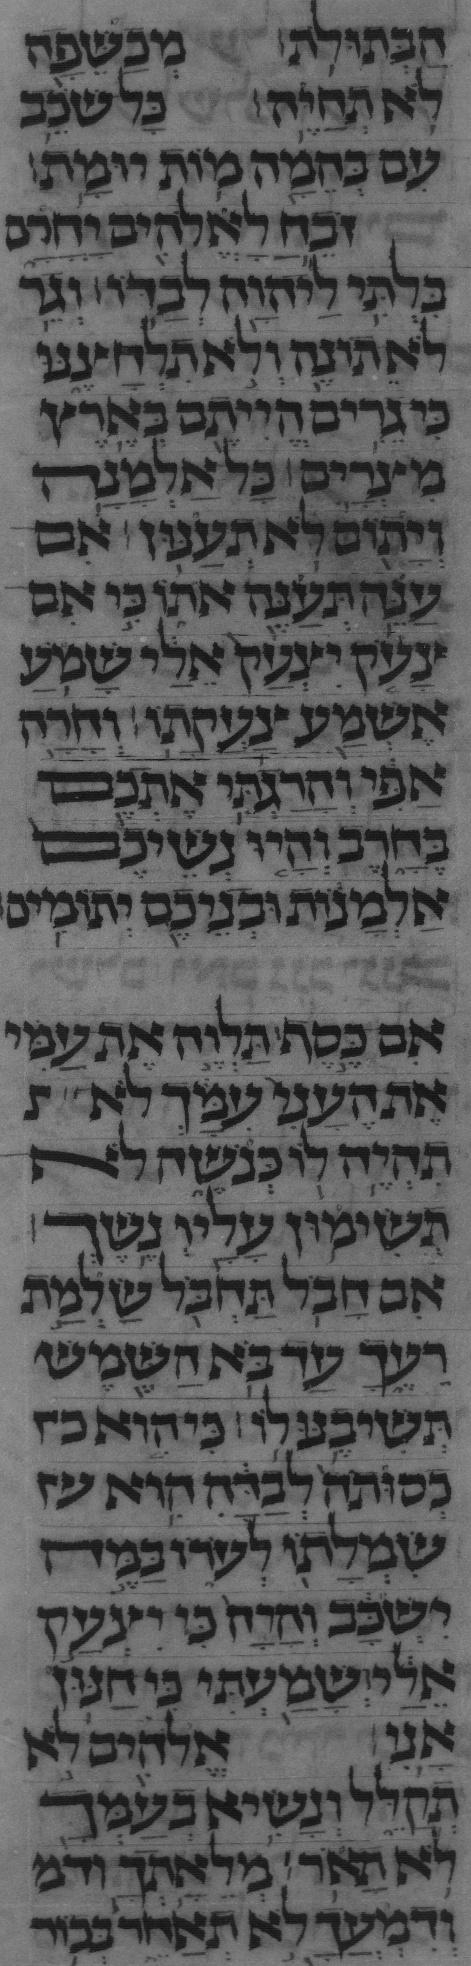 הבתולת מכשפה
לא תחיה כל שכב
עם בהמה מות יומת
זבח לאלהים יחרם
בלתי ליהוה לבדו וגר
לא תונה ולא תלחיצנו
כי גרים הייתם בארץ
מיצרים כל אלמנה
ויתום לא תענון אם
ענה תענה אתו כי אם
יצעק יצעק אלי שמע
אשמע יצעקתו וחרה
אפי והרגתי אתכם
בחרב והיו נשיכם
אלמנות ובניכם יתומים
אם כסף תלוה את עמי
את העני עמך לא ת
תהיה לו כנשה לא
תשימון עליו נשך
אם חבל תחבל שלמת
רעך עד בא השמש
תשיבנו לו כי הוא כס
כסותה לבדה הוא עו
שמלתו לערו במה
ישכב והיה כי יצעק
אלי ושמעתי כי חנון
אני אלהים לא
תקלל ונשיא בעמך
לא תאר מלאתך ודמ
ודמעך לא תאחר בכור